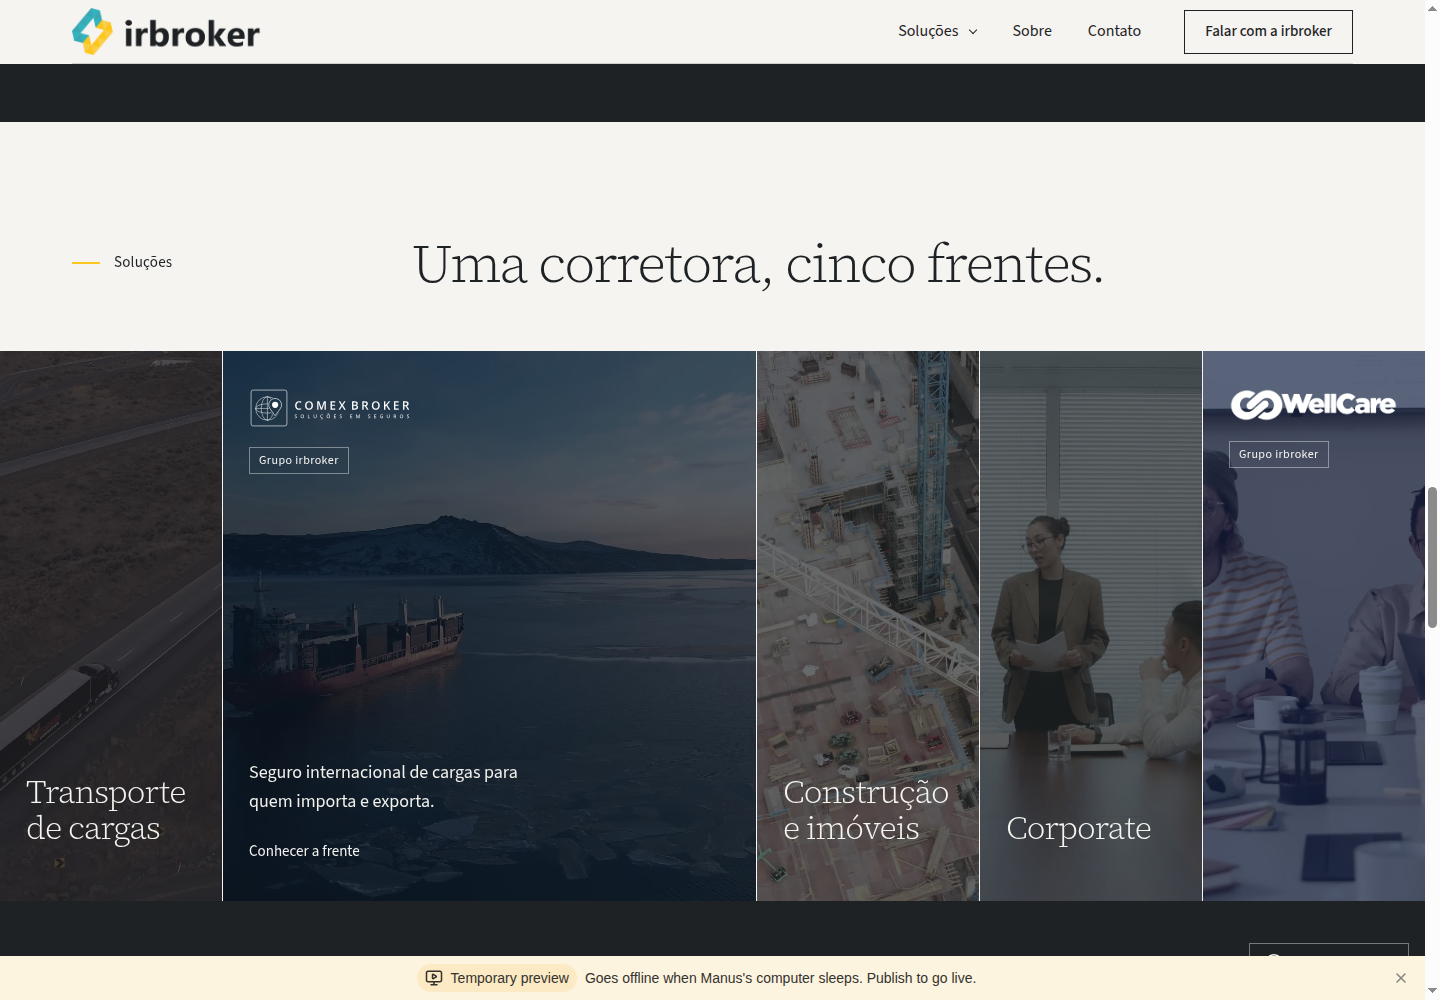 irbroker
Soluções
Sobre
Contato
Falar com a irbroker
Soluções
Uma corretora, cinco frentes.
Transporte
de cargas
COMEX BROKER
SOLUÇÕES EM SEGUROS
Grupo irbroker
Seguro internacional de cargas para
quem importa e exporta.
Conhecer a frente
Construção
e imóveis
Corporate
WellCare
Grupo irbroker
Temporary preview
Goes offline when Manus's computer sleeps. Publish to go live.